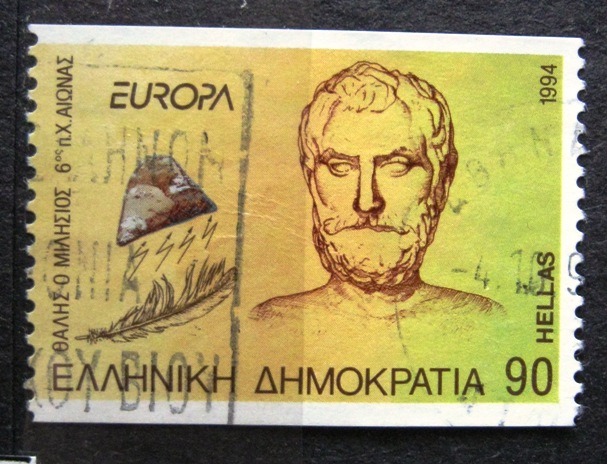 EUROPA
1994
ΘΑΛΗΣ Ο ΜΙΛΗΣΙΟΣ 6ος π.Χ. ΑΙΩΝΑΣ
HELLAS
ΕΛΛΗΝΙΚΗ ΔΗΜΟΚΡΑΤΙΑ 90